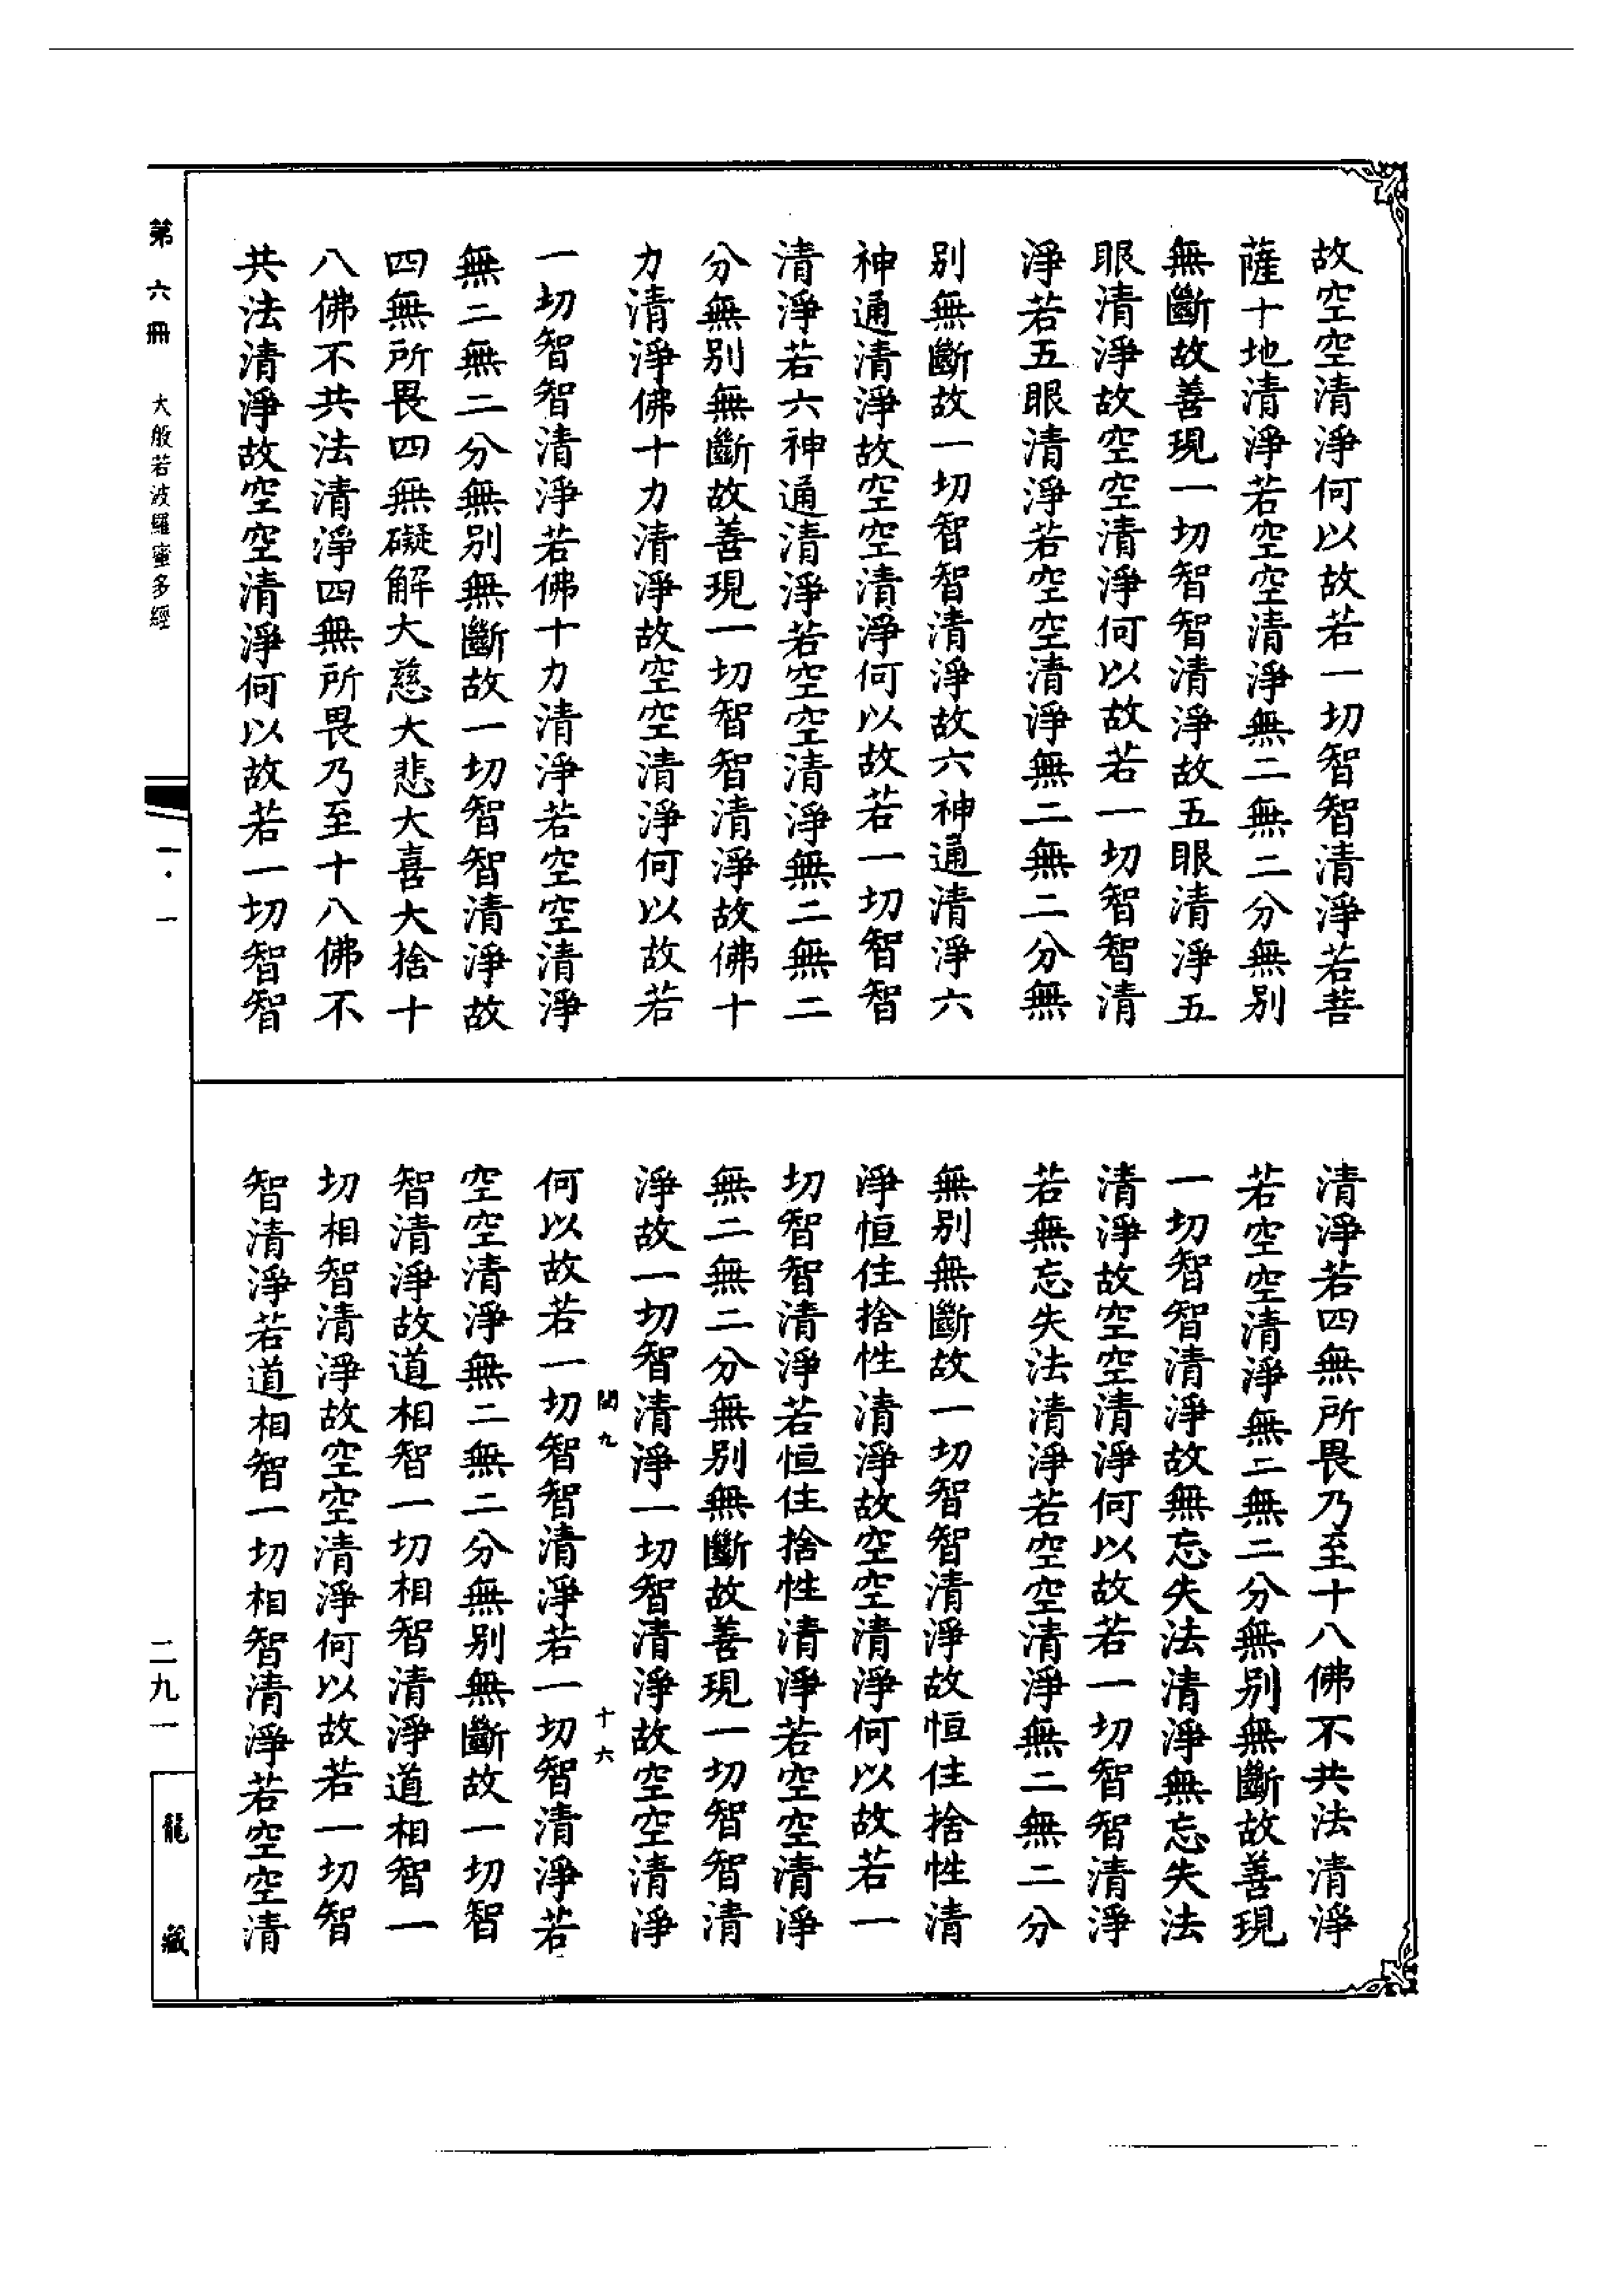 故空空清淨何以故若一切智智清淨若菩
薩十地清淨若空空清淨無二無二分無別
無斷故善現一切智智清淨故五眼清淨五
眼清淨故空空清淨何以故若一切智智清
淨若五眼清淨若空空清淨無二無二分無
別無斷故一切智智清淨故六神通清淨六
神通清淨故空空清淨何以故若一切智智
清淨若六神通清淨若空空清淨無二無二
分無別無斷故善現一切智智清淨故佛十
力清淨佛十力清淨故空空清淨何以故若
一切智智清淨若佛十力清淨若空空清淨
無二無二分無別無斷故一切智智清淨故
四無所畏四無礙解大慈大悲大喜大捨十
八佛不共法清淨四無所畏乃至十八佛不
共法清淨故空空清淨何以故若一切智智
清淨若四無所畏乃至十八佛不共法清淨
若空空清淨無二無二分無別無斷故善現
一切智智清淨故無忘失法清淨無忘失法
清淨故空空清淨何以故若一切智智清淨
若無忘失法清淨若空空清淨無二無二分
無別無斷故一切智智清淨故恒住捨性清
淨恒住捨性清淨故空空清淨何以故若一
切智智清淨若恒住捨性清淨若空空清淨
無二無二分無別無斷故善現一切智智清
淨故一切智清淨一切智清淨故空空清淨
閏九 十六
何以故若一切智智清淨若一切智清淨若
空空清淨無二無二分無別無斷故一切智
智清淨故道相智一切相智清淨道相智一
切相智清淨故空空清淨何以故若一切智
智清淨若道相智一切相智清淨若空空清
第六冊 大般若波羅蜜多經
一·一
二九一
龍藏